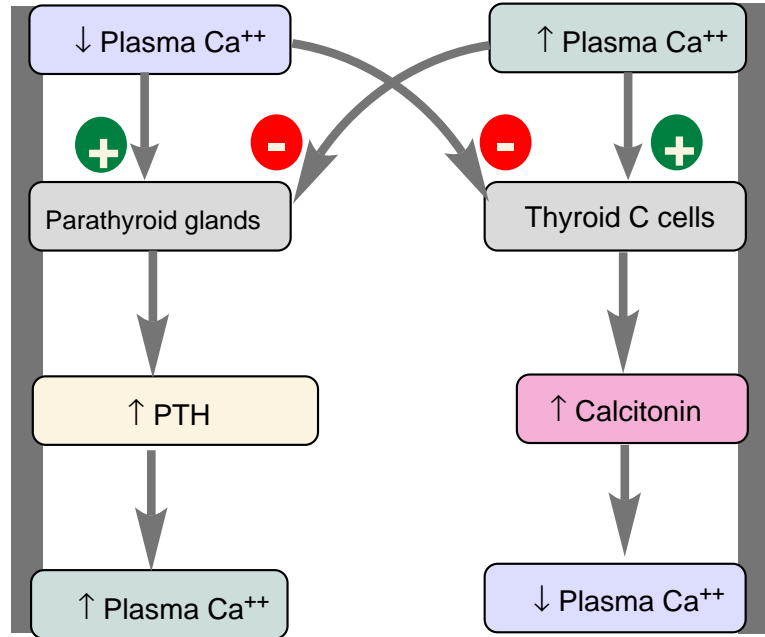 ↓ Plasma Ca⁺⁺
↑ Plasma Ca⁺⁺
+
-
-
+
Parathyroid glands
Thyroid C cells
↑ PTH
↑ Calcitonin
↑ Plasma Ca⁺⁺
↓ Plasma Ca⁺⁺